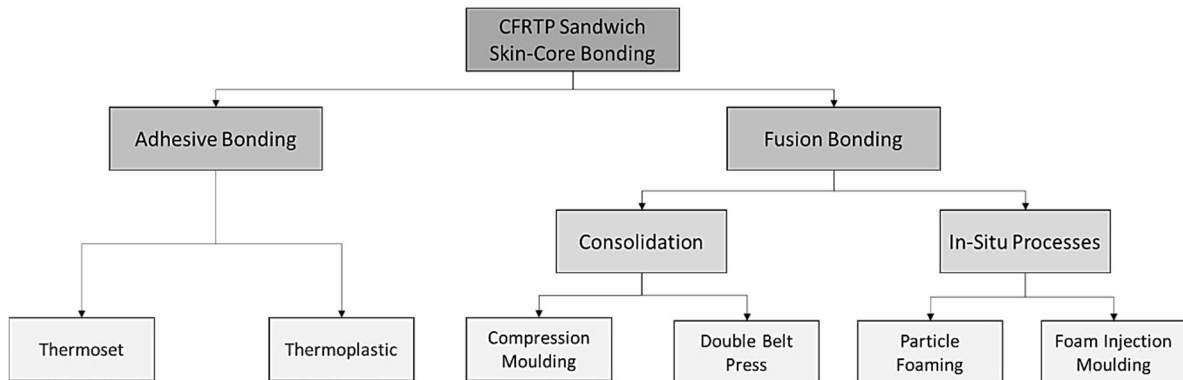 CFRTP Sandwich
Skin-Core Bonding
Adhesive Bonding
Fusion Bonding
Consolidation
In-Situ Processes
Thermoset
Thermoplastic
Compression
Moulding
Double Belt
Press
Particle
Foaming
Foam Injection
Moulding